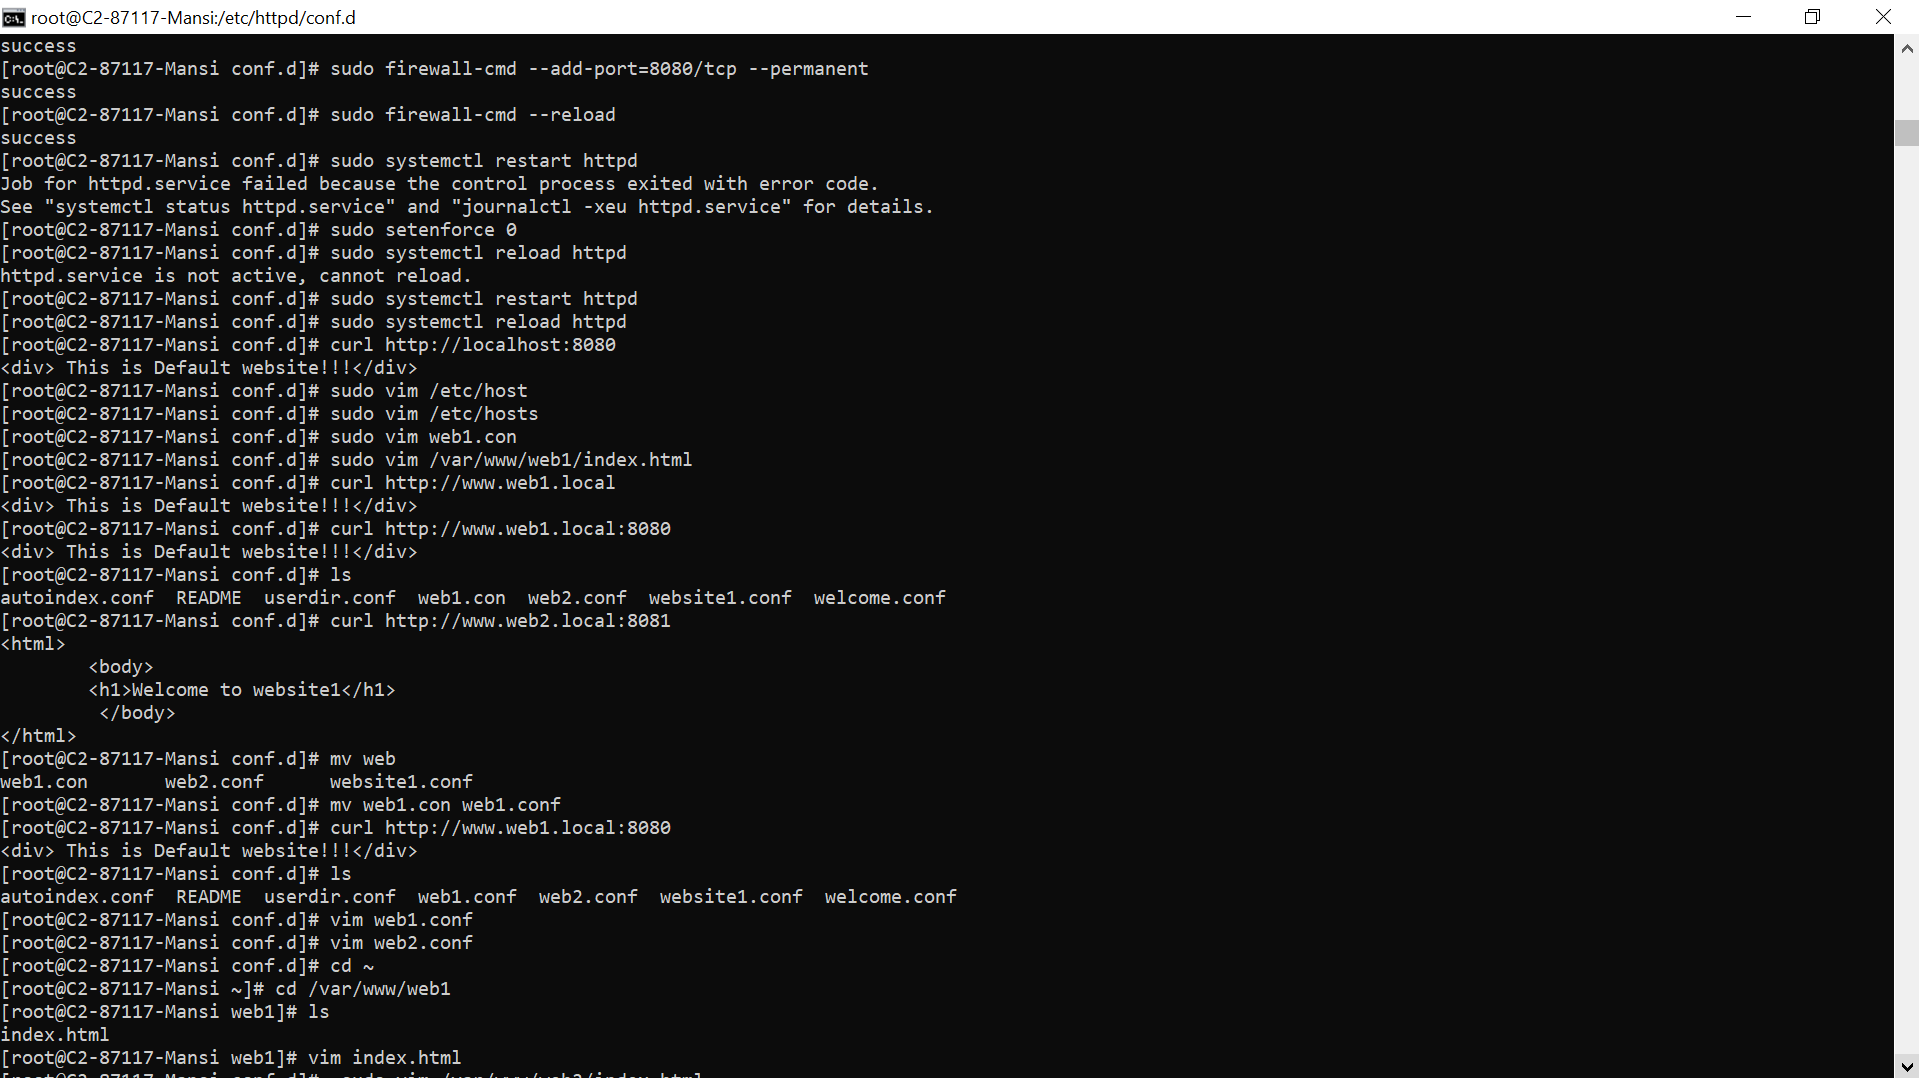 root@C2-87117-Mansi:/etc/httpd/conf.d
success
[root@C2-87117-Mansi conf.d]# sudo firewall-cmd --add-port=8080/tcp --permanent
success
[root@C2-87117-Mansi conf.d]# sudo firewall-cmd --reload
success
[root@C2-87117-Mansi conf.d]# sudo systemctl restart httpd
Job for httpd.service failed because the control process exited with error code.
See "systemctl status httpd.service" and "journalctl -xeu httpd.service" for details.
[root@C2-87117-Mansi conf.d]# sudo setenforce 0
[root@C2-87117-Mansi conf.d]# sudo systemctl reload httpd
httpd.service is not active, cannot reload.
[root@C2-87117-Mansi conf.d]# sudo systemctl restart httpd
[root@C2-87117-Mansi conf.d]# sudo systemctl reload httpd
[root@C2-87117-Mansi conf.d]# curl http://localhost:8080
<div> This is Default website!!!</div>
[root@C2-87117-Mansi conf.d]# sudo vim /etc/host
[root@C2-87117-Mansi conf.d]# sudo vim /etc/hosts
[root@C2-87117-Mansi conf.d]# sudo vim web1.con
[root@C2-87117-Mansi conf.d]# sudo vim /var/www/web1/index.html
[root@C2-87117-Mansi conf.d]# curl http://www.web1.local
<div> This is Default website!!!</div>
[root@C2-87117-Mansi conf.d]# curl http://www.web1.local:8080
<div> This is Default website!!!</div>
[root@C2-87117-Mansi conf.d]# ls
autoindex.conf  README  userdir.conf  web1.con  web2.conf  website1.conf  welcome.conf
[root@C2-87117-Mansi conf.d]# curl http://www.web2.local:8081
<html>
        <body>
        <h1>Welcome to website1</h1>
         </body>
</html>
[root@C2-87117-Mansi conf.d]# mv web
web1.con       web2.conf      website1.conf
[root@C2-87117-Mansi conf.d]# mv web1.con web1.conf
[root@C2-87117-Mansi conf.d]# curl http://www.web1.local:8080
<div> This is Default website!!!</div>
[root@C2-87117-Mansi conf.d]# ls
autoindex.conf  README  userdir.conf  web1.conf  web2.conf  website1.conf  welcome.conf
[root@C2-87117-Mansi conf.d]# vim web1.conf
[root@C2-87117-Mansi conf.d]# vim web2.conf
[root@C2-87117-Mansi conf.d]# cd ~
[root@C2-87117-Mansi ~]# cd /var/www/web1
[root@C2-87117-Mansi web1]# ls
index.html
[root@C2-87117-Mansi web1]# vim index.html